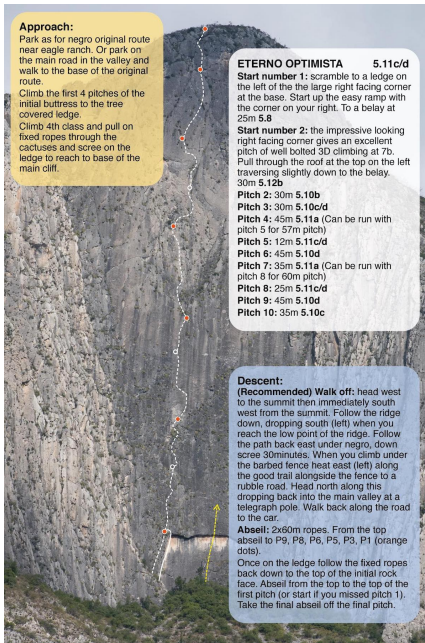 Approach:
Park as for negro original route
near eagle ranch. Or park on
the main road in the valley and
walk to the base of the original
route.
Climb the first 4 pitches of the
initial buttress to the tree
covered ledge.
Climb 4th class and pull on
fixed ropes through the
cactuses and scree on the
ledge to reach to base of the
main cliff.
ETERNO OPTIMISTA 5.11c/d
Start number 1: scramble to a ledge on
the left of the the large right facing corner
at the base. Start up the easy ramp with
the corner on your right. To a belay at
25m 5.8
Start number 2: the impressive looking
right facing corner gives an excellent
pitch of well bolted 3D climbing at 7b.
Pull through the roof at the top on the left
traversing slightly down to the belay.
30m 5.12b
Pitch 2: 30m 5.10b
Pitch 3: 30m 5.10c/d
Pitch 4: 45m 5.11a (Can be run with
pitch 5 for 57m pitch)
Pitch 5: 12m 5.11c/d
Pitch 6: 45m 5.10d
Pitch 7: 35m 5.11a (Can be run with
pitch 8 for 60m pitch)
Pitch 8: 25m 5.11c/d
Pitch 9: 45m 5.10d
Pitch 10: 35m 5.10c
Descent:
(Recommended) Walk off: head west
to the summit then immediately south
west from the summit. Follow the ridge
down, dropping south (left) when you
reach the low point of the ridge. Follow
the path back east under negro, down
scree 30minutes. When you climb under
the barbed fence heat east (left) along
the good trail alongside the fence to a
rubble road. Head north along this
dropping back into the main valley at a
telegraph pole. Walk back along the road
to the car.
Abseil: 2x60m ropes. From the top
abseil to P9, P8, P6, P5, P3, P1 (orange
dots).
Once on the ledge follow the fixed ropes
back down to the top of the initial rock
face. Abseil from the top to the top of the
first pitch (or start if you missed pitch 1).
Take the final abseil off the final pitch.